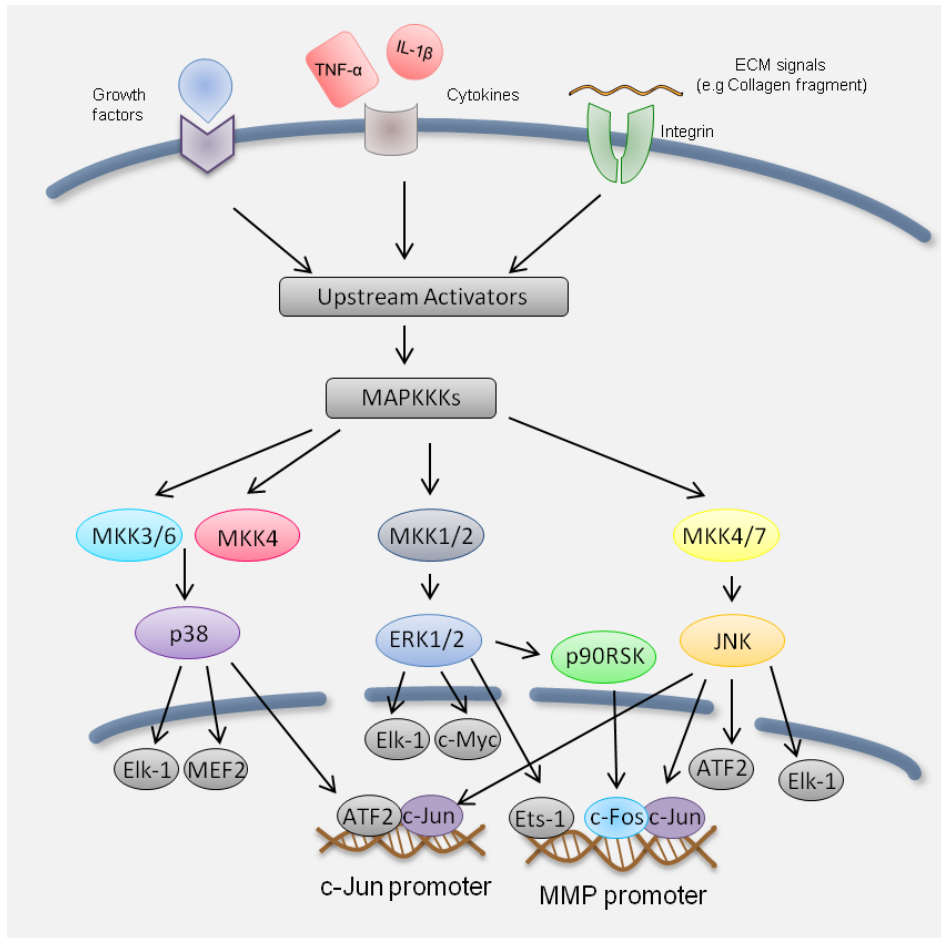 TNF-α
IL-1β
Growth
factors
Cytokines
ECM signals
(e.g Collagen fragment)
Integrin
Upstream Activators
MAPKKKs
MKK3/6
MKK4
MKK1/2
MKK4/7
p38
ERK1/2
p90RSK
JNK
Elk-1
MEF2
Elk-1
c-Myc
ATF2
Elk-1
ATF2
c-Jun
Ets-1
c-Fos
c-Jun
c-Jun promoter
MMP promoter